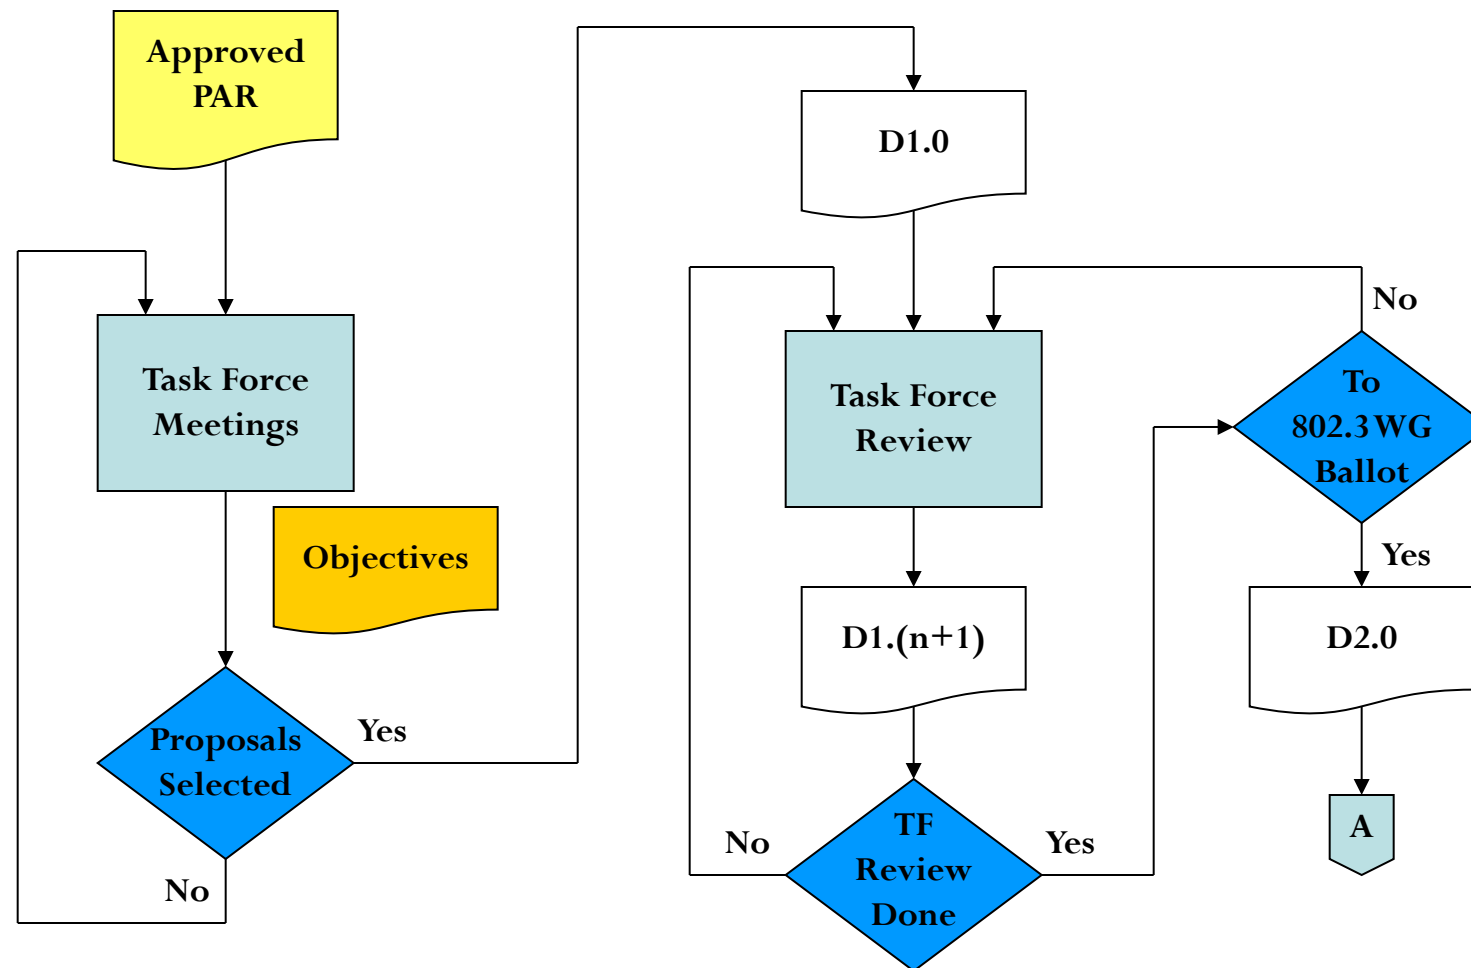 Approved
PAR
Task Force
Meetings
Objectives
Proposals
Selected
Yes
No
D1.0
Task Force
Review
D1.(n+1)
TF
Review
Done
No
Yes
To
802.3 WG
Ballot
No
Yes
D2.0
A